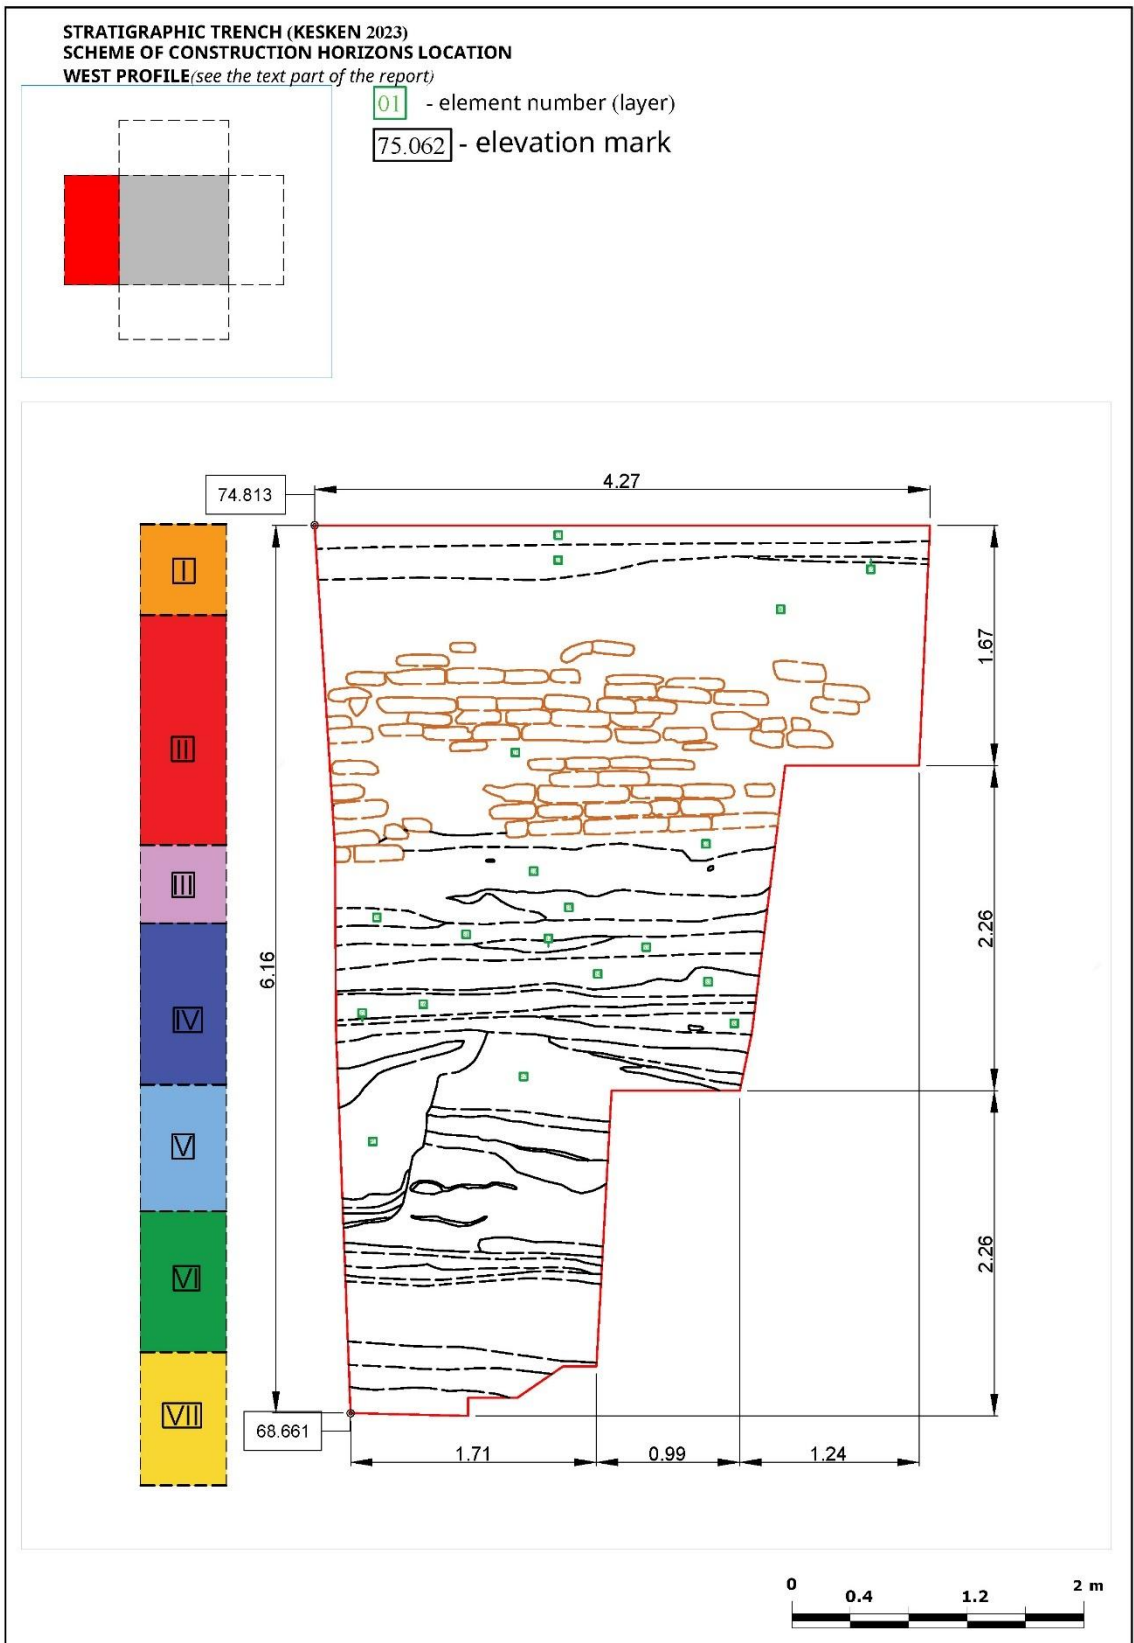 STRATIGRAPHIC TRENCH (KESKEN 2023)
SCHEME OF CONSTRUCTION HORIZONS LOCATION
WEST PROFILE (see the text part of the report)
01 - element number (layer)
75.062 - elevation mark
4.27
74.813
I
1.67
II
III
2.26
6.16
IV
V
2.26
VI
VII
68.661
1.71 0.99 1.24
0 0.4 1.2 2 m